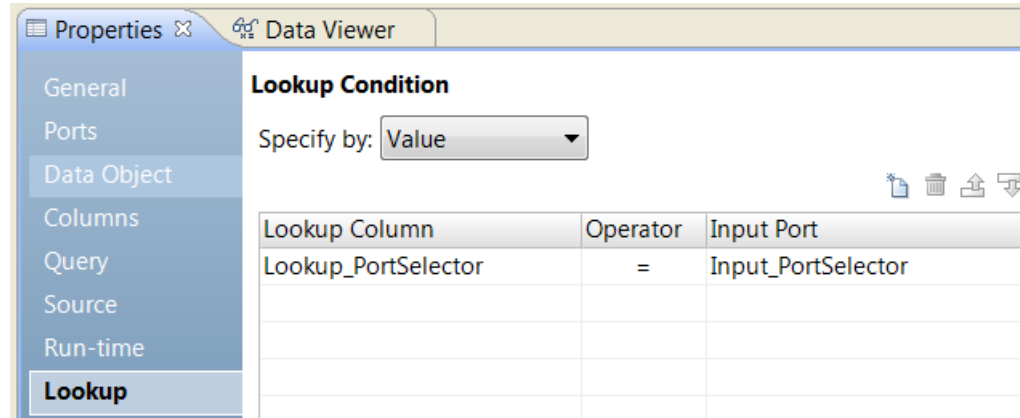 Properties Data Viewer
General
Ports
Data Object
Columns
Query
Source
Run-time
Lookup
Lookup Condition
Specify by: Value
Lookup Column Operator Input Port
Lookup_PortSelector = Input_PortSelector